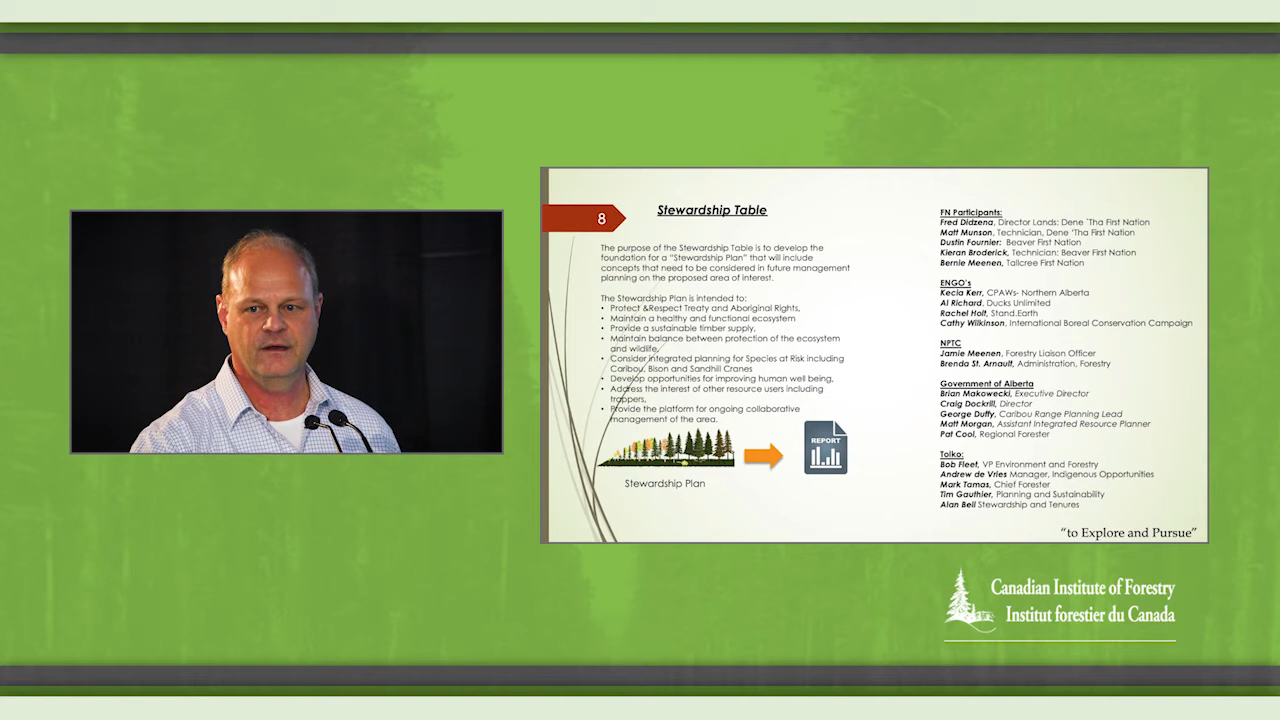 8
Stewardship Table
The purpose of the Stewardship Table is to develop the
foundation for a “Stewardship Plan” that will include
concepts that need to be considered in future management
planning on the proposed area of interest.
The Stewardship Plan is intended to:
• Protect &Respect Treaty and Aboriginal Rights,
• Maintain a healthy and functional ecosystem
• Provide a sustainable timber supply,
• Maintain balance between protection of the ecosystem
and wildlife,
• Consider integrated planning for Species at Risk including
Caribou, Bison and Sandhill Cranes
• Develop opportunities for improving human well being,
• Address the interest of other resource users including
trappers,
• Provide the platform for ongoing collaborative
management of the area.
REPORT
Stewardship Plan
FN Participants:
Fred Didzena, Director Lands: Dene `Tha First Nation
Matt Munson, Technician, Dene ‘Tha First Nation
Dustin Fournier: Beaver First Nation
Kieran Broderick, Technician: Beaver First Nation
Bernie Meenen, Tallcree First Nation
ENGO's
Kecia Kerr, CPAWs- Northern Alberta
Al Richard, Ducks Unlimited
Rachel Holt, Stand.Earth
Cathy Wilkinson, International Boreal Conservation Campaign
NPTC
Jamie Meenen, Forestry Liaison Officer
Brenda St. Arnault, Administration, Forestry
Government of Alberta
Brian Makowecki, Executive Director
Craig Dockrill, Director
George Duffy, Caribou Range Planning Lead
Matt Morgan, Assistant Integrated Resource Planner
Pat Cool, Regional Forester
Tolko:
Bob Fleet, VP Environment and Forestry
Andrew de Vries Manager, Indigenous Opportunities
Mark Tamas, Chief Forester
Tim Gauthier, Planning and Sustainability
Alan Bell Stewardship and Tenures
“to Explore and Pursue”
Canadian Institute of Forestry
Institut forestier du Canada